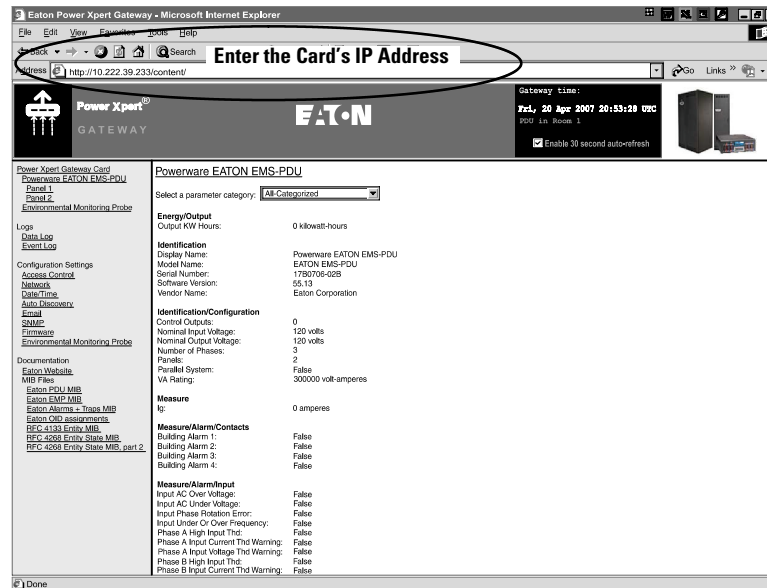 Eaton Power Xpert Gateway - Microsoft Internet Explorer
File Edit View Favorites Tools Help
Back Search
Enter the Card's IP Address
Address http://10.222.39.233/content/ Go Links »
Power Xpert®
GATEWAY
EATON
Gateway time:
Fri, 20 Apr 2007 20:53:28 UTC
PDU in Room 1
Enable 30 second auto-refresh
Power Xpert Gateway Card
Powerware EATON EMS-PDU
Panel 1
Panel 2
Environmental Monitoring Probe
Logs
Data Log
Event Log
Configuration Settings
Access Control
Network
Date/Time
Auto Discovery
Email
SNMP
Firmware
Environmental Monitoring Probe
Documentation
Eaton Website
MIB Files
Eaton PDU MIB
Eaton EMP MIB
Eaton Alarms + Traps MIB
Eaton OID assignments
RFC 4133 Entity MIB
RFC 4268 Entity State MIB
RFC 4268 Entity State MIB, part 2
Powerware EATON EMS-PDU
Select a parameter category: All-Categorized
Energy/Output
Output KW Hours: 0 kilowatt-hours
Identification
Display Name: Powerware EATON EMS-PDU
Model Name: EATON EMS-PDU
Serial Number: 17B0706-02B
Software Version: 55.13
Vendor Name: Eaton Corporation
Identification/Configuration
Control Outputs: 0
Nominal Input Voltage: 120 volts
Nominal Output Voltage: 120 volts
Number of Phases: 3
Panels: 2
Parallel System: False
VA Rating: 300000 volt-amperes
Measure
Ig: 0 amperes
Measure/Alarm/Contacts
Building Alarm 1: False
Building Alarm 2: False
Building Alarm 3: False
Building Alarm 4: False
Measure/Alarm/Input
Input AC Over Voltage: False
Input AC Under Voltage: False
Input Phase Rotation Error: False
Input Under Or Over Frequency: False
Phase A High Input Thd: False
Phase A Input Current Thd Warning: False
Phase A Input Voltage Thd Warning: False
Phase B High Input Thd: False
Phase B Input Current Thd Warning: False
Done